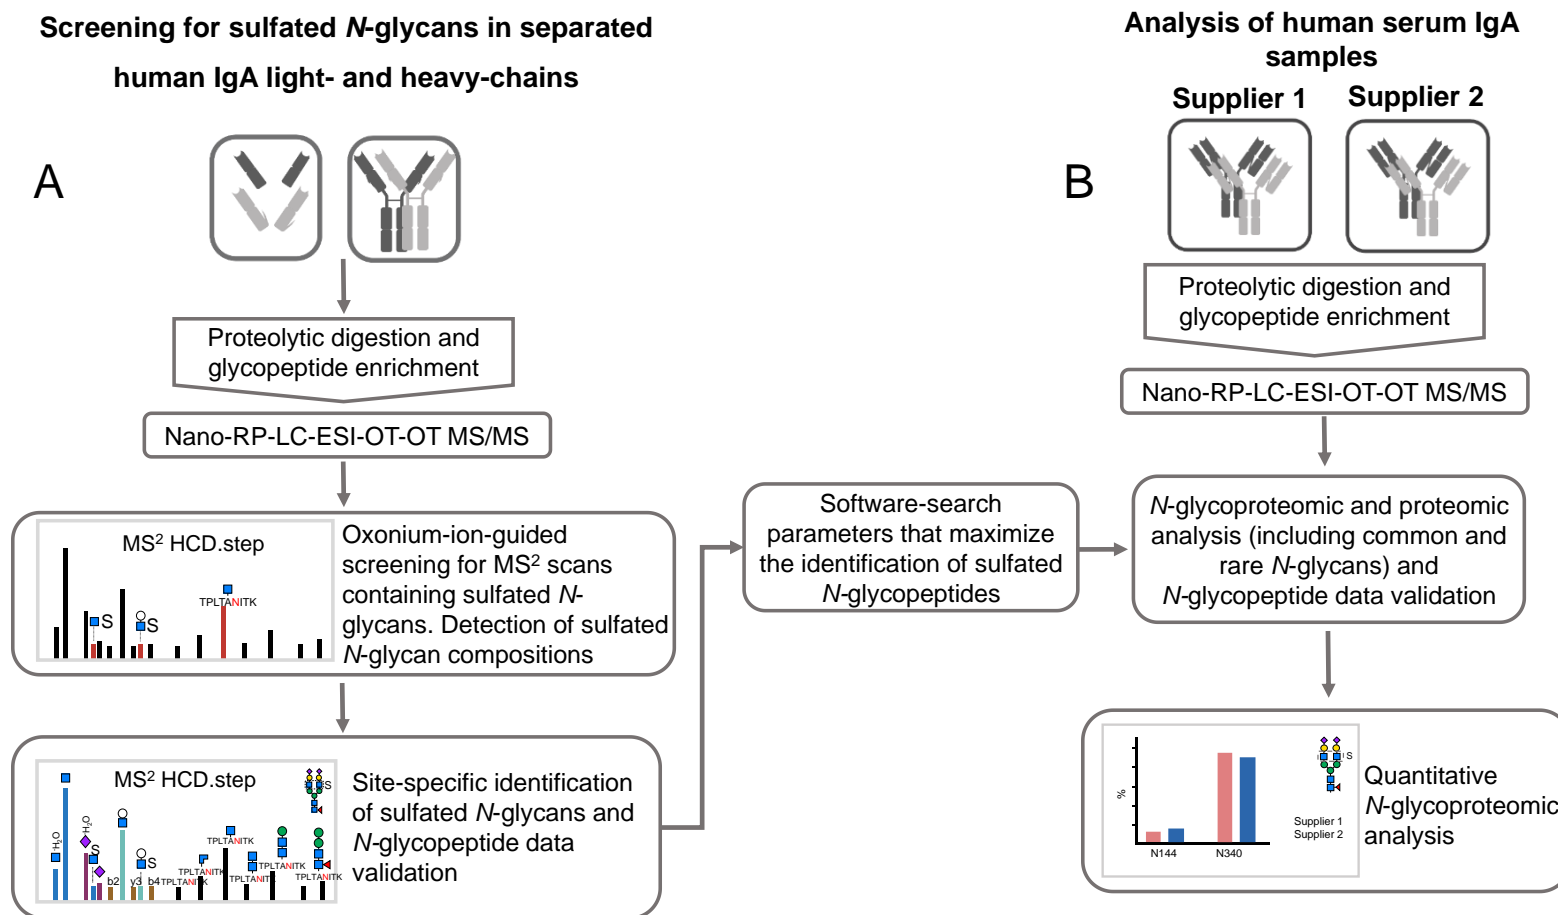 Screening for sulfated N-glycans in separated
human IgA light- and heavy-chains
A
Proteolytic digestion and
glycopeptide enrichment
Nano-RP-LC-ESI-OT-OT MS/MS
MS² HCD.step
S
S
TPLTANITK
Oxonium-ion-guided
screening for MS² scans
containing sulfated N-
glycans. Detection of sulfated
N-glycan compositions
MS² HCD.step
-H₂O
-H₂O
S
S
b2
y3
b4
TPLTANITK
TPLTANITK
TPLTANITK
TPLTANITK
TPLTANITK
TPLTANITK
S
Site-specific identification
of sulfated N-glycans and
N-glycopeptide data
validation
Software-search
parameters that maximize
the identification of sulfated
N-glycopeptides
Analysis of human serum IgA
samples
Supplier 1
Supplier 2
B
Proteolytic digestion and
glycopeptide enrichment
Nano-RP-LC-ESI-OT-OT MS/MS
N-glycoproteomic and proteomic
analysis (including common and
rare N-glycans) and
N-glycopeptide data validation
%
N144
N340
S
Supplier 1
Supplier 2
Quantitative
N-glycoproteomic
analysis